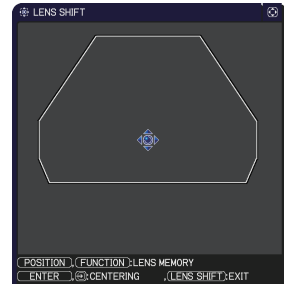 LENS SHIFT
POSITION , FUNCTION :LENS MEMORY
ENTER , :CENTERING , LENS SHIFT :EXIT